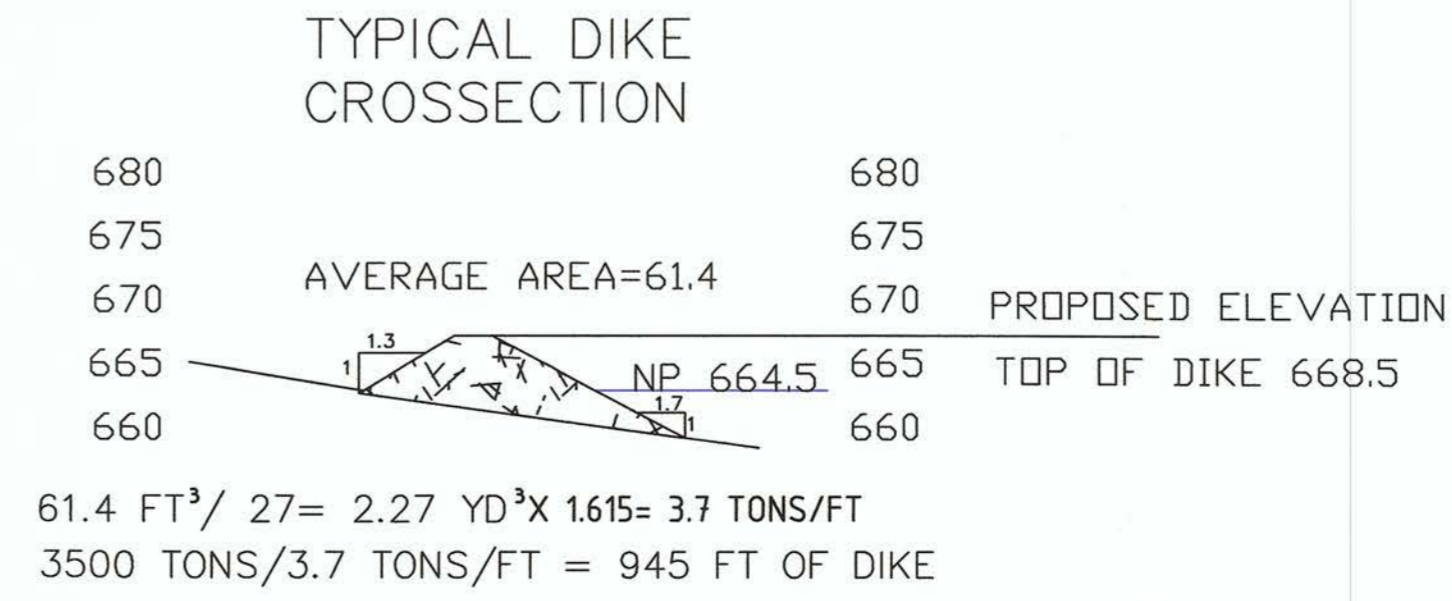 TYPICAL DIKE
CROSSECTION
680 680
675 675
AVERAGE AREA=61.4
670 670 PROPOSED ELEVATION
1.3
1
665 NP 664.5 665 TOP OF DIKE 668.5
1.7
1
660 660
61.4 FT³/ 27= 2.27 YD³X 1.615= 3.7 TONS/FT
3500 TONS/3.7 TONS/FT = 945 FT OF DIKE